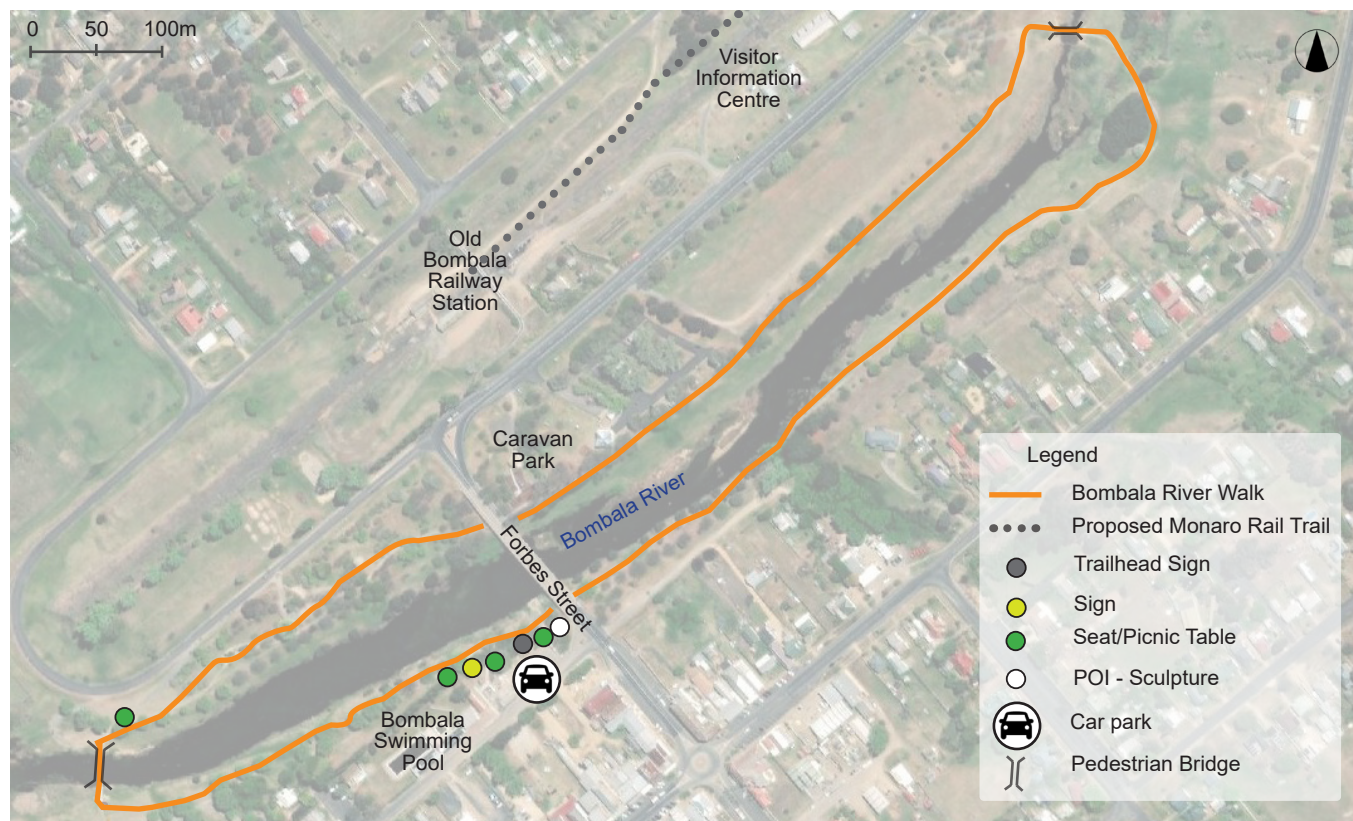 0 50 100m
Visitor
Information
Centre
Old
Bombala
Railway
Station
Caravan
Park
Bombala River
Forbes Street
Bombala
Swimming
Pool
Legend
Bombala River Walk
Proposed Monaro Rail Trail
Trailhead Sign
Sign
Seat/Picnic Table
POI - Sculpture
Car park
Pedestrian Bridge